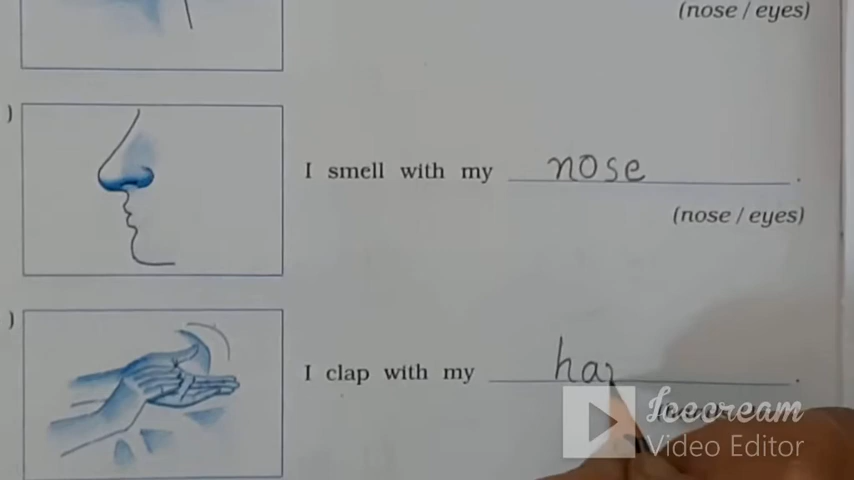 (nose / eyes)
)
I smell with my nose .
(nose / eyes)
)
I clap with my ha .
Icecream
Video Editor